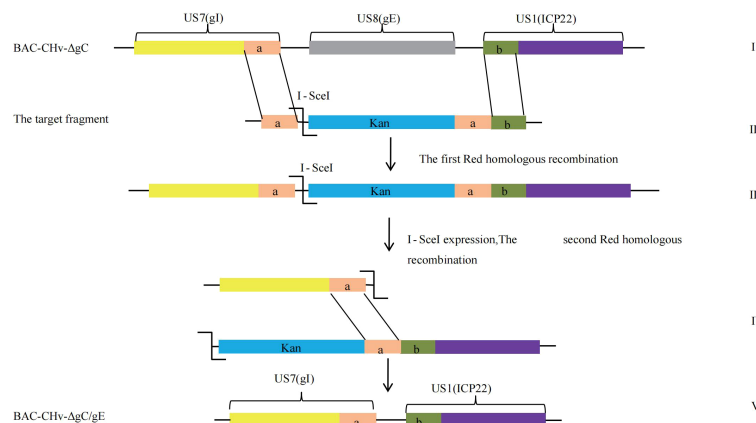 US7(gI) US8(gE) US1(ICP22)
BAC-CHv-ΔgC a b I
I - SceI
The target fragment a Kan a b II
The first Red homologous recombination
I - SceI
a Kan a b
I - SceI expression,The second Red homologous
recombination
a
Kan a b
US7(gI) US1(ICP22)
BAC-CHv-ΔgC/gE a b